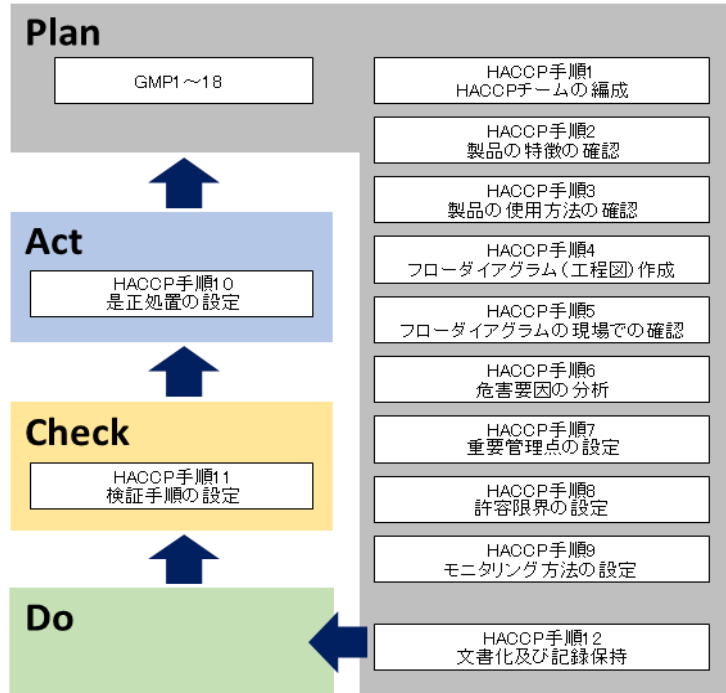 Plan
GMP1～18
HACCP手順1
HACCPチームの編成
HACCP手順2
製品の特徴の確認
HACCP手順3
製品の使用方法の確認
HACCP手順4
フローダイアグラム(工程図)作成
HACCP手順5
フローダイアグラムの現場での確認
HACCP手順6
危害要因の分析
HACCP手順7
重要管理点の設定
HACCP手順8
許容限界の設定
HACCP手順9
モニタリング方法の設定
HACCP手順12
文書化及び記録保持
Act
HACCP手順10
是正処置の設定
Check
HACCP手順11
検証手順の設定
Do